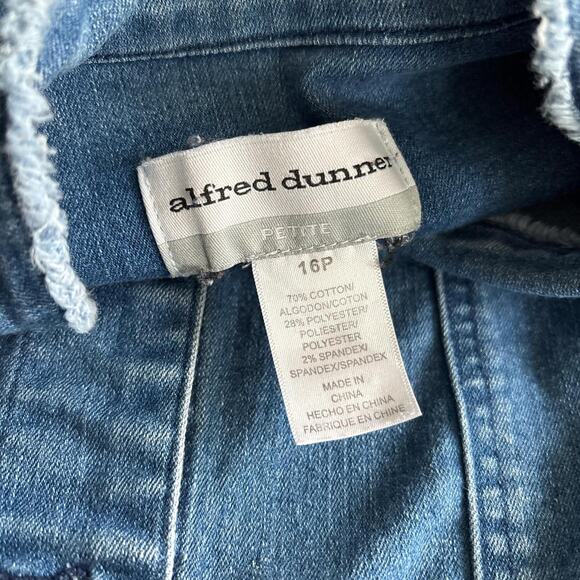 alfred dunner
PETITE
16P
70% COTTON/
ALGODON/COTON
28% POLYESTER/
POLIESTER/
POLYESTER
2% SPANDEX/
SPANDEX/SPANDEX
MADE IN
CHINA
HECHO EN CHINA
FABRIQUE EN CHINE